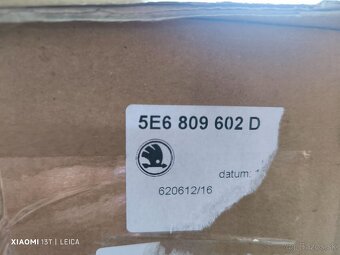 5E6 809 602 D
datum:
620612/16
XIAOMI 13T | LEICA